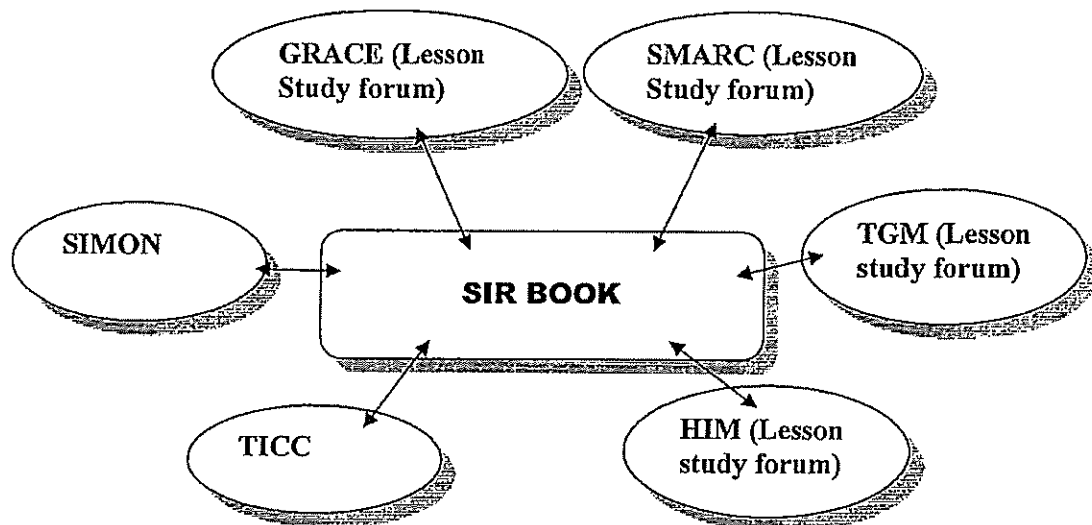 GRACE (Lesson
Study forum)
SMARC (Lesson
Study forum)
SIMON
TGM (Lesson
study forum)
SIR BOOK
TICC
HIM (Lesson
study forum)